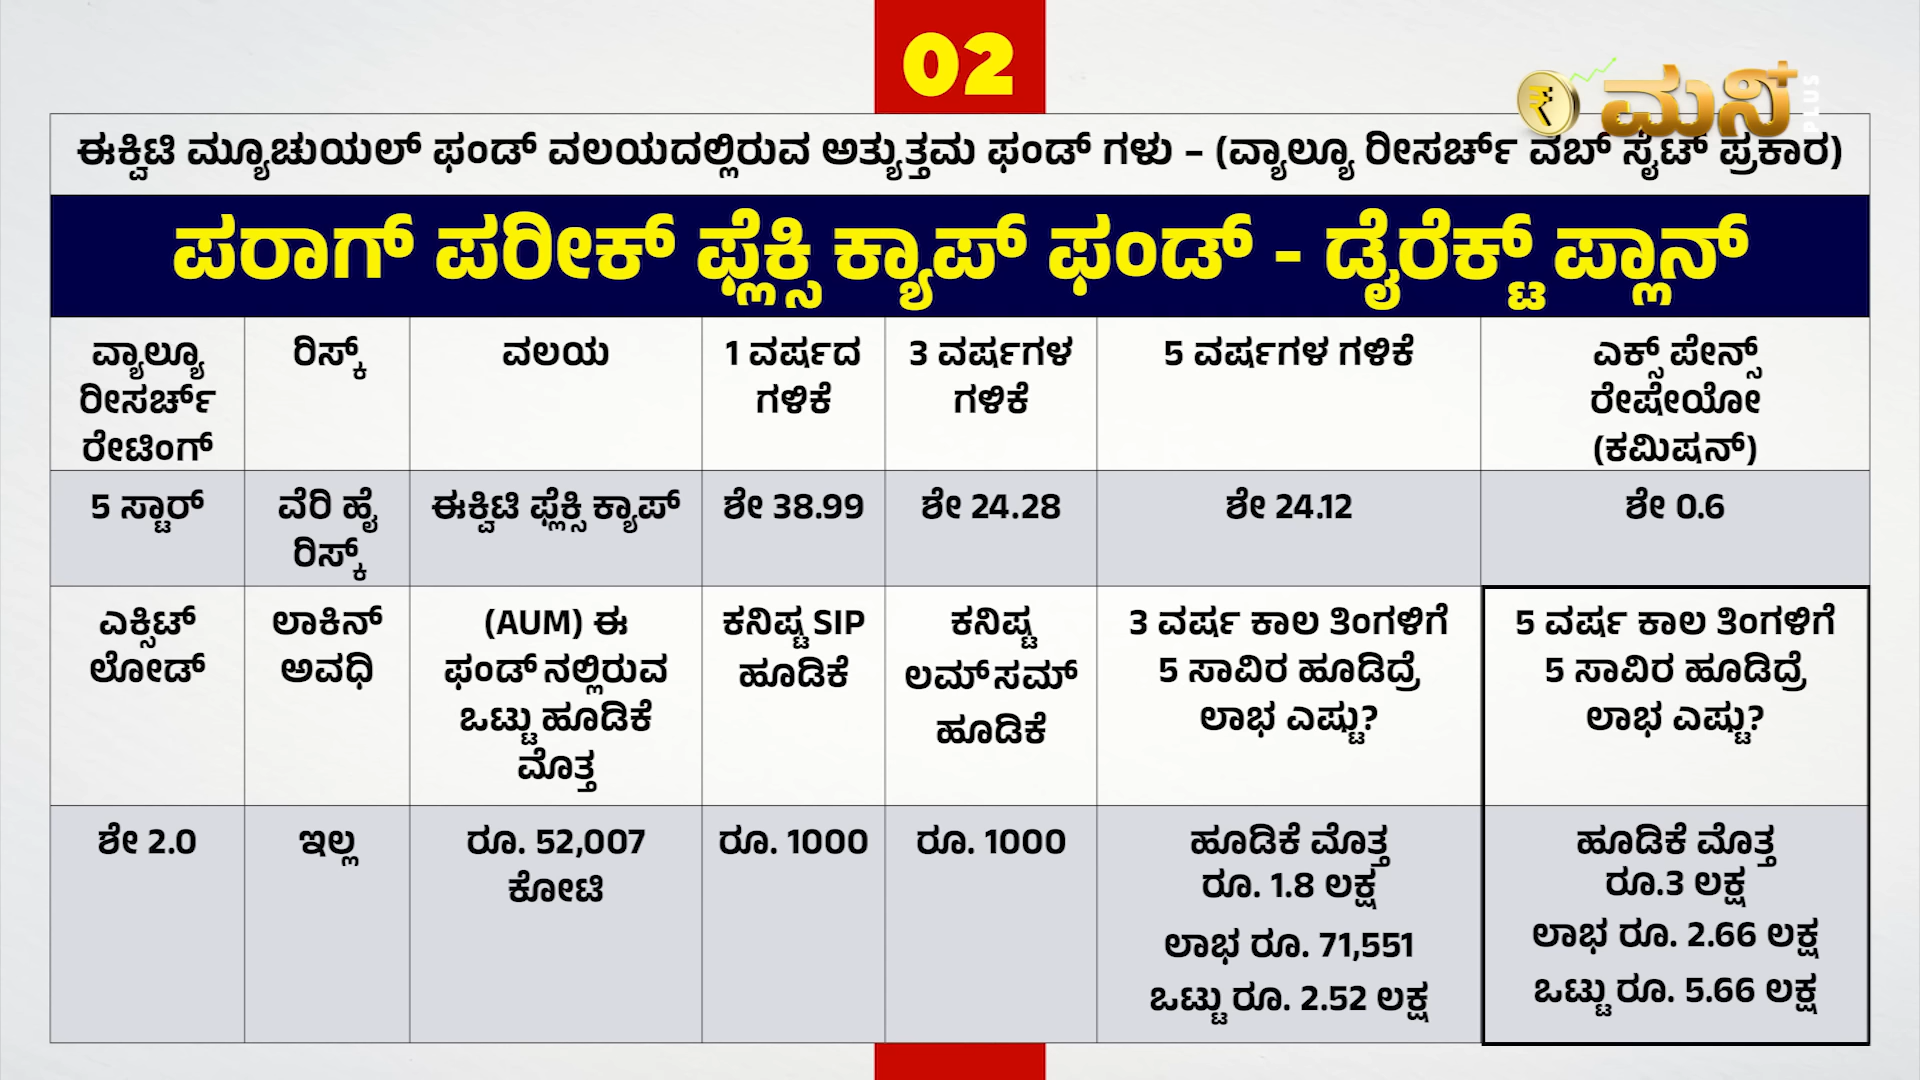 02
ಮನಿ+
PLUS
ಈಕ್ವಿಟಿ ಮ್ಯೂಚುಯಲ್ ಫಂಡ್ ವಲಯದಲ್ಲಿರುವ ಅತ್ಯುತ್ತಮ ಫಂಡ್ ಗಳು – (ವ್ಯಾಲ್ಯೂ ರೀಸರ್ಚ್ ವೆಬ್ ಸೈಟ್ ಪ್ರಕಾರ)
ಪರಾಗ್ ಪರೀಕ್ ಫ್ಲೆಕ್ಸಿ ಕ್ಯಾಪ್ ಫಂಡ್ - ಡೈರೆಕ್ಟ್ ಪ್ಲಾನ್
ವ್ಯಾಲ್ಯೂ
ರೀಸರ್ಚ್
ರೇಟಿಂಗ್
ರಿಸ್ಕ್
ವಲಯ
1 ವರ್ಷದ
ಗಳಿಕೆ
3 ವರ್ಷಗಳ
ಗಳಿಕೆ
5 ವರ್ಷಗಳ ಗಳಿಕೆ
ಎಕ್ಸ್ ಪೇನ್ಸ್
ರೇಷೇಯೋ
(ಕಮಿಷನ್)
5 ಸ್ಟಾರ್
ವೆರಿ ಹೈ
ರಿಸ್ಕ್
ಈಕ್ವಿಟಿ ಫ್ಲೆಕ್ಸಿ ಕ್ಯಾಪ್
ಶೇ 38.99
ಶೇ 24.28
ಶೇ 24.12
ಶೇ 0.6
ಎಕ್ಸಿಟ್
ಲೋಡ್
ಲಾಕಿನ್
ಅವಧಿ
(AUM) ಈ
ಫಂಡ್ ನಲ್ಲಿರುವ
ಒಟ್ಟು ಹೂಡಿಕೆ
ಮೊತ್ತ
ಕನಿಷ್ಟ SIP
ಹೂಡಿಕೆ
ಕನಿಷ್ಟ
ಲಮ್ ಸಮ್
ಹೂಡಿಕೆ
3 ವರ್ಷ ಕಾಲ ತಿಂಗಳಿಗೆ
5 ಸಾವಿರ ಹೂಡಿದ್ರೆ
ಲಾಭ ಎಷ್ಟು?
5 ವರ್ಷ ಕಾಲ ತಿಂಗಳಿಗೆ
5 ಸಾವಿರ ಹೂಡಿದ್ರೆ
ಲಾಭ ಎಷ್ಟು?
ಶೇ 2.0
ಇಲ್ಲ
ರೂ. 52,007
ಕೋಟಿ
ರೂ. 1000
ರೂ. 1000
ಹೂಡಿಕೆ ಮೊತ್ತ
ರೂ. 1.8 ಲಕ್ಷ
ಲಾಭ ರೂ. 71,551
ಒಟ್ಟು ರೂ. 2.52 ಲಕ್ಷ
ಹೂಡಿಕೆ ಮೊತ್ತ
ರೂ.3 ಲಕ್ಷ
ಲಾಭ ರೂ. 2.66 ಲಕ್ಷ
ಒಟ್ಟು ರೂ. 5.66 ಲಕ್ಷ